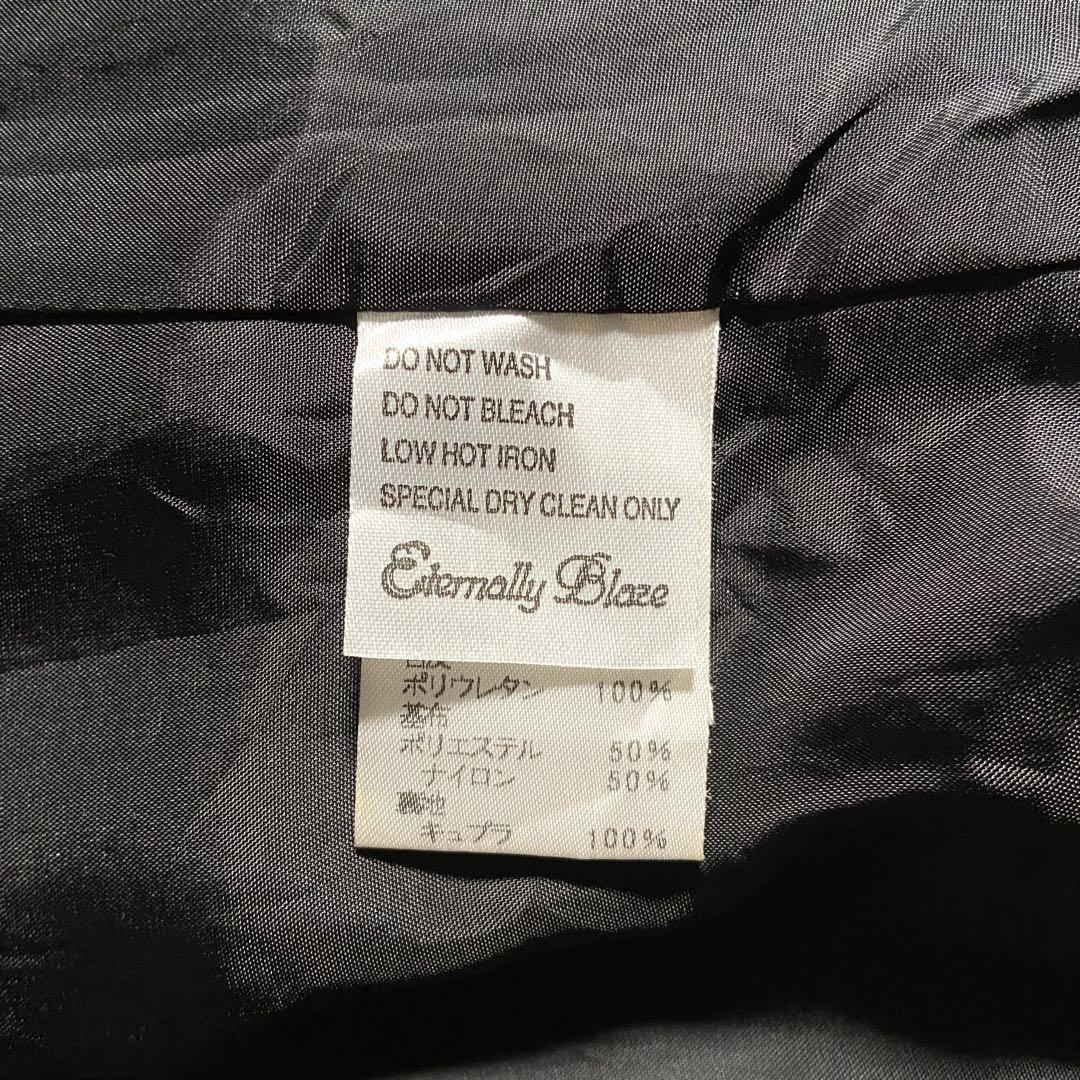 DO NOT WASH
DO NOT BLEACH
LOW HOT IRON
SPECIAL DRY CLEAN ONLY
Eternally Blaze
ポリウレタン 100%
基布
ポリエステル 50%
ナイロン 50%
裏地
キュプラ 100%